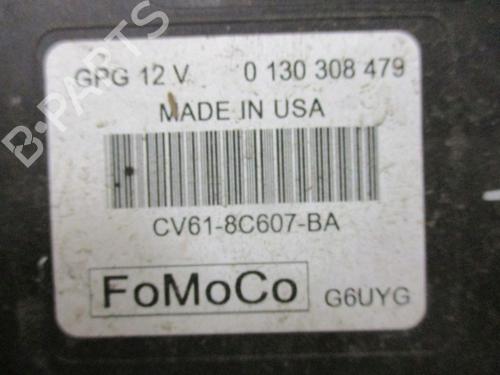 B-PARTS
GPG 12 V 0 130 308 479
MADE IN USA
CV61-8C607-BA
FoMoCo G6UYG